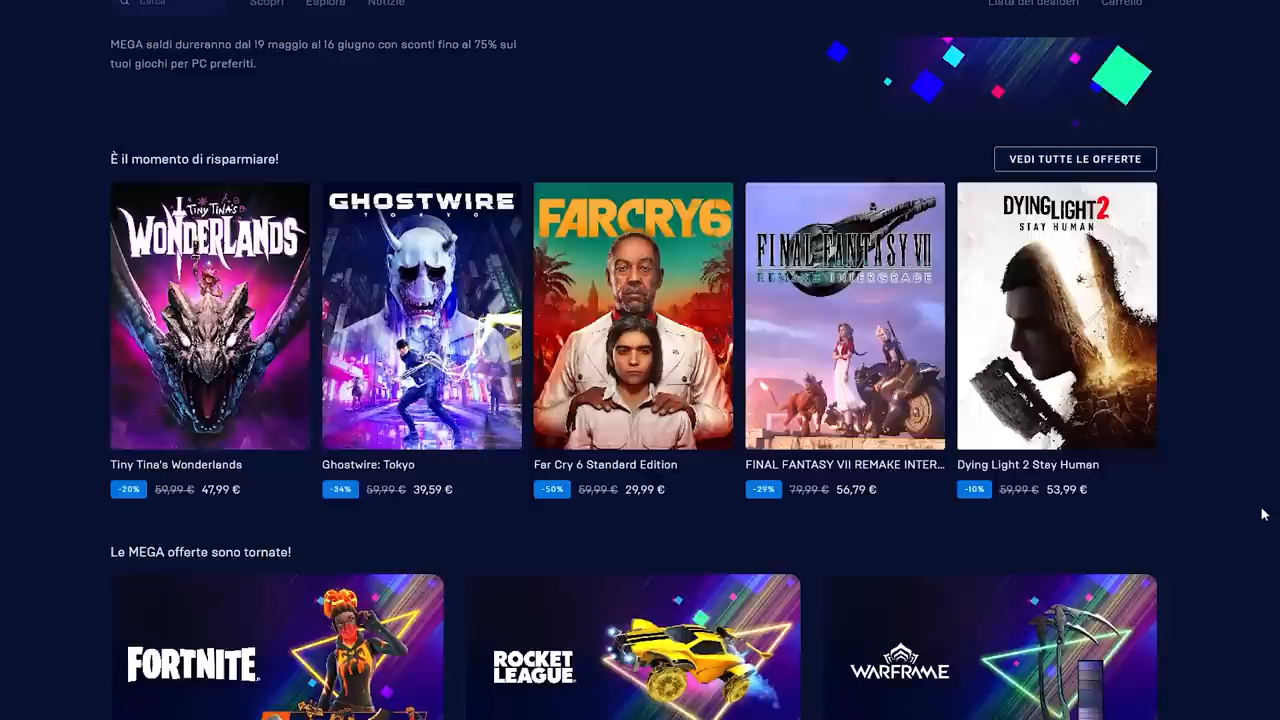 Cerca
Scopri
Esplora
Notizie
Lista dei desideri
Carrello
MEGA saldi dureranno dal 19 maggio al 16 giugno con sconti fino al 75% sui
tuoi giochi per PC preferiti.
È il momento di risparmiare!
VEDI TUTTE LE OFFERTE
TINY TINA'S
WONDERLANDS
GHOSTWIRE
TOKYO
FARCRY6
FINAL FANTASY VII
REMAKE INTERGRADE
DYING LIGHT 2
STAY HUMAN
Tiny Tina's Wonderlands
-20% 59,99 € 47,99 €
Ghostwire: Tokyo
-34% 59,99 € 39,59 €
Far Cry 6 Standard Edition
-50% 59,99 € 29,99 €
FINAL FANTASY VII REMAKE INTER...
-29% 79,99 € 56,79 €
Dying Light 2 Stay Human
-10% 59,99 € 53,99 €
Le MEGA offerte sono tornate!
FORTNITE
ROCKET
LEAGUE
WARFRAME